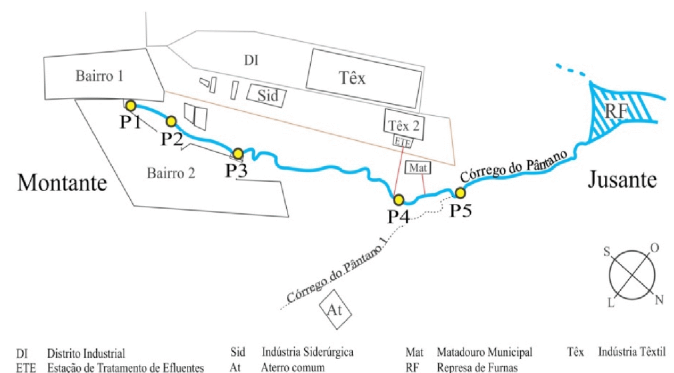 DI
Bairro 1
Têx
Sid
P1
Têx 2
ETE
RF
P2
P3
Mat
Córrego do Pântano
Bairro 2
Montante
Jusante
P4
P5
Córrego do Pântano 1
At
S
O
L
N
DI Distrito Industrial
Sid Indústria Siderúrgica
Mat Matadouro Municipal
Têx Indústria Têxtil
ETE Estação de Tratamento de Efluentes
At Aterro comum
RF Represa de Furnas